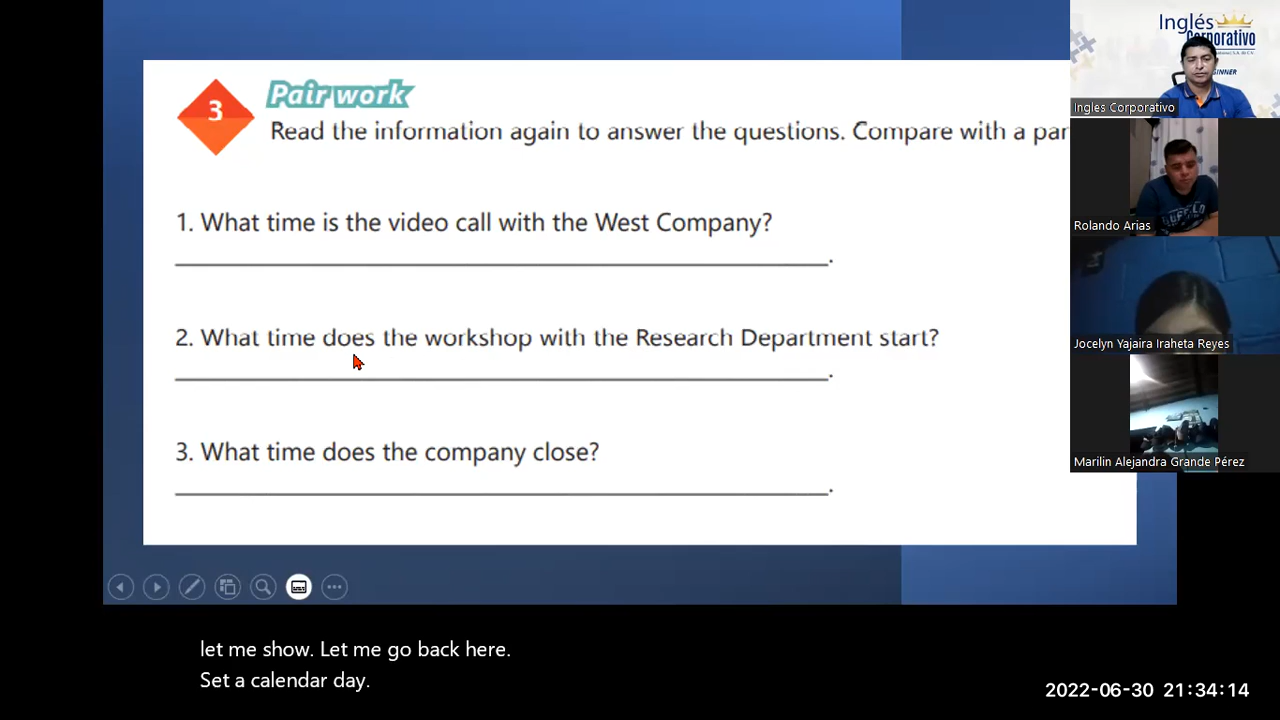 3
Pair work
Read the information again to answer the questions. Compare with a par
1. What time is the video call with the West Company?
.
2. What time does the workshop with the Research Department start?
.
3. What time does the company close?
.
Inglés
Corporativo
Ingles Corporativo
Rolando Arias
Jocelyn Yajaira Iraheta Reyes
Marilin Alejandra Grande Pérez
let me show. Let me go back here.
Set a calendar day.
2022-06-30 21:34:14